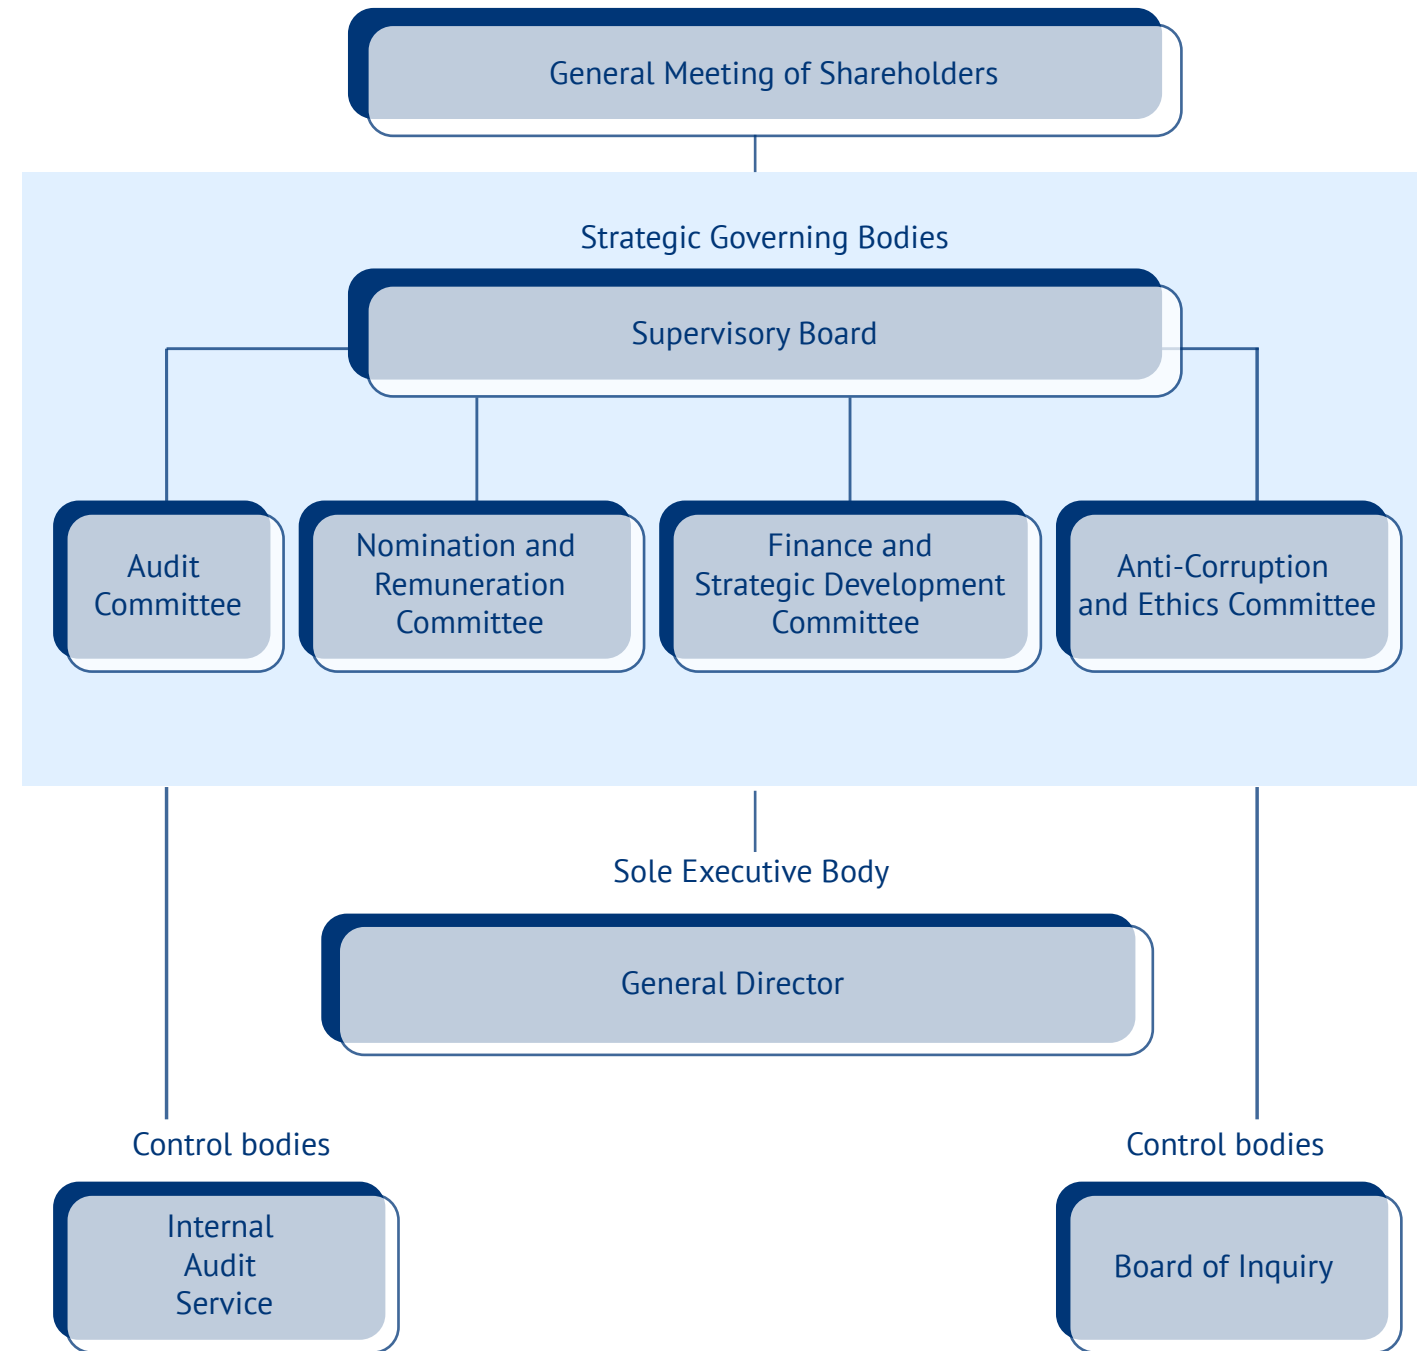 General Meeting of Shareholders
Strategic Governing Bodies
Supervisory Board
Audit
Committee
Nomination and
Remuneration
Committee
Finance and
Strategic Development
Committee
Anti-Corruption
and Ethics Committee
Sole Executive Body
General Director
Control bodies
Internal
Audit
Service
Control bodies
Board of Inquiry